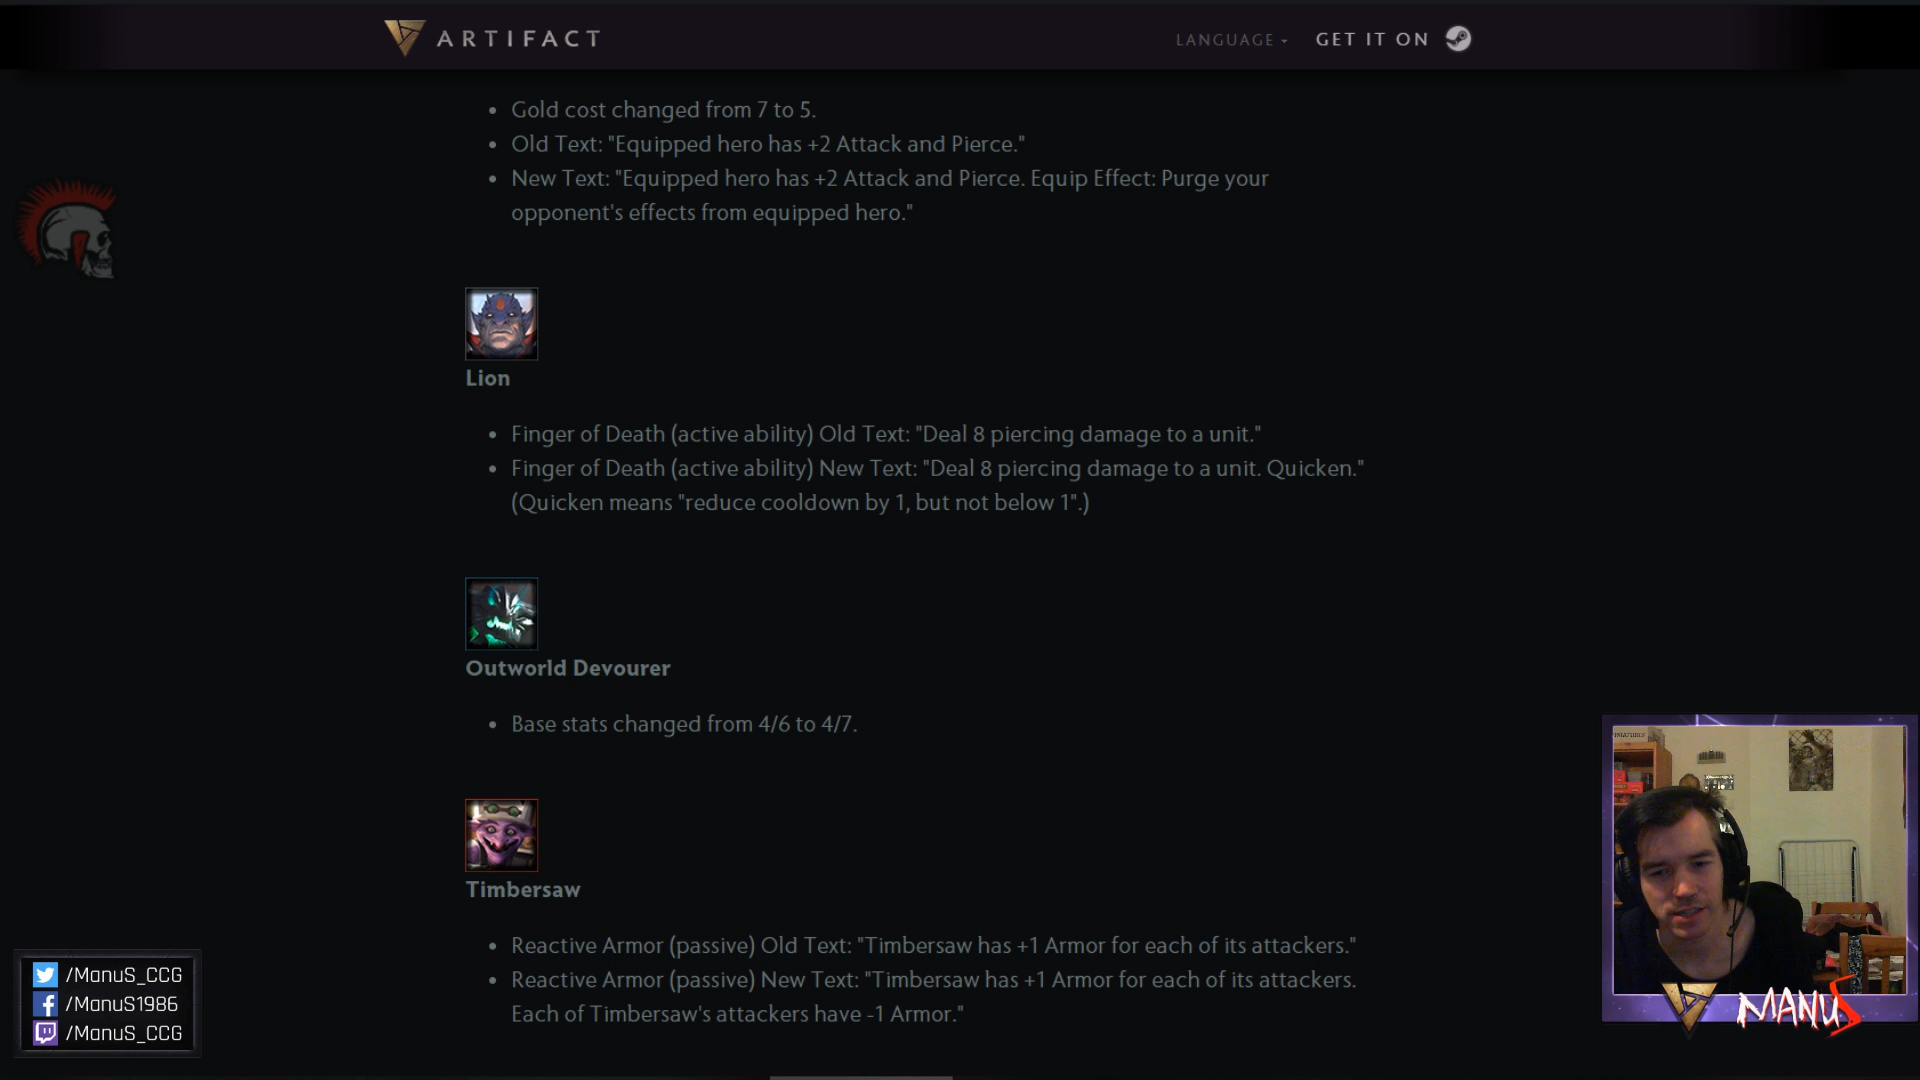 ARTIFACT
LANGUAGE
GET IT ON
Gold cost changed from 7 to 5.
Old Text: "Equipped hero has +2 Attack and Pierce."
New Text: "Equipped hero has +2 Attack and Pierce. Equip Effect: Purge your
opponent's effects from equipped hero."
Lion
Finger of Death (active ability) Old Text: "Deal 8 piercing damage to a unit."
Finger of Death (active ability) New Text: "Deal 8 piercing damage to a unit. Quicken."
(Quicken means "reduce cooldown by 1, but not below 1".)
Outworld Devourer
Base stats changed from 4/6 to 4/7.
Timbersaw
Reactive Armor (passive) Old Text: "Timbersaw has +1 Armor for each of its attackers."
Reactive Armor (passive) New Text: "Timbersaw has +1 Armor for each of its attackers.
Each of Timbersaw's attackers have -1 Armor."
/ManuS_CCG
/ManuS1986
/ManuS_CCG
MANUS